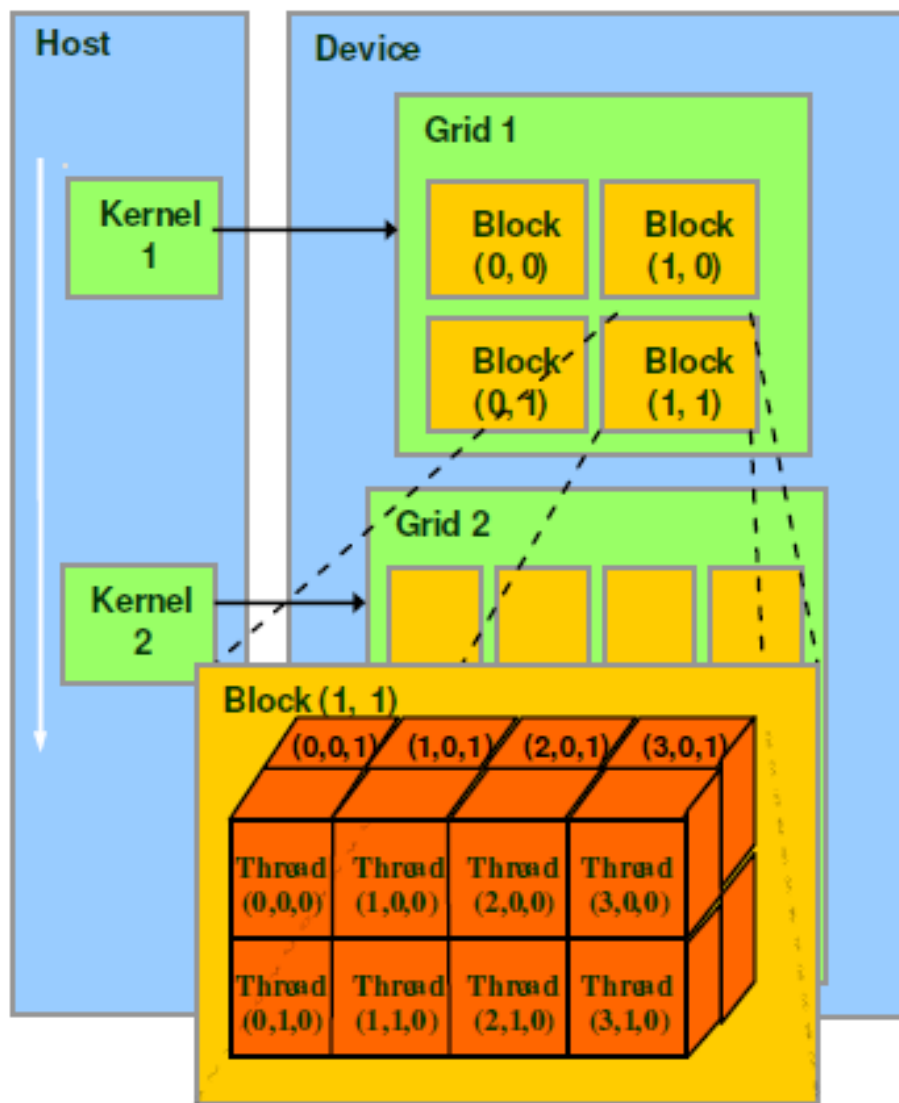 Host
Device
Grid 1
Kernel
1
Block
(0, 0)
Block
(1, 0)
Block
(0, 1)
Block
(1, 1)
Grid 2
Kernel
2
Block (1, 1)
(0,0,1) (1,0,1) (2,0,1) (3,0,1)
Thread
(0,0,0)
Thread
(1,0,0)
Thread
(2,0,0)
Thread
(3,0,0)
Thread
(0,1,0)
Thread
(1,1,0)
Thread
(2,1,0)
Thread
(3,1,0)